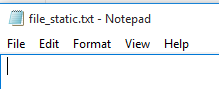 file_static.txt - Notepad
File Edit Format View Help